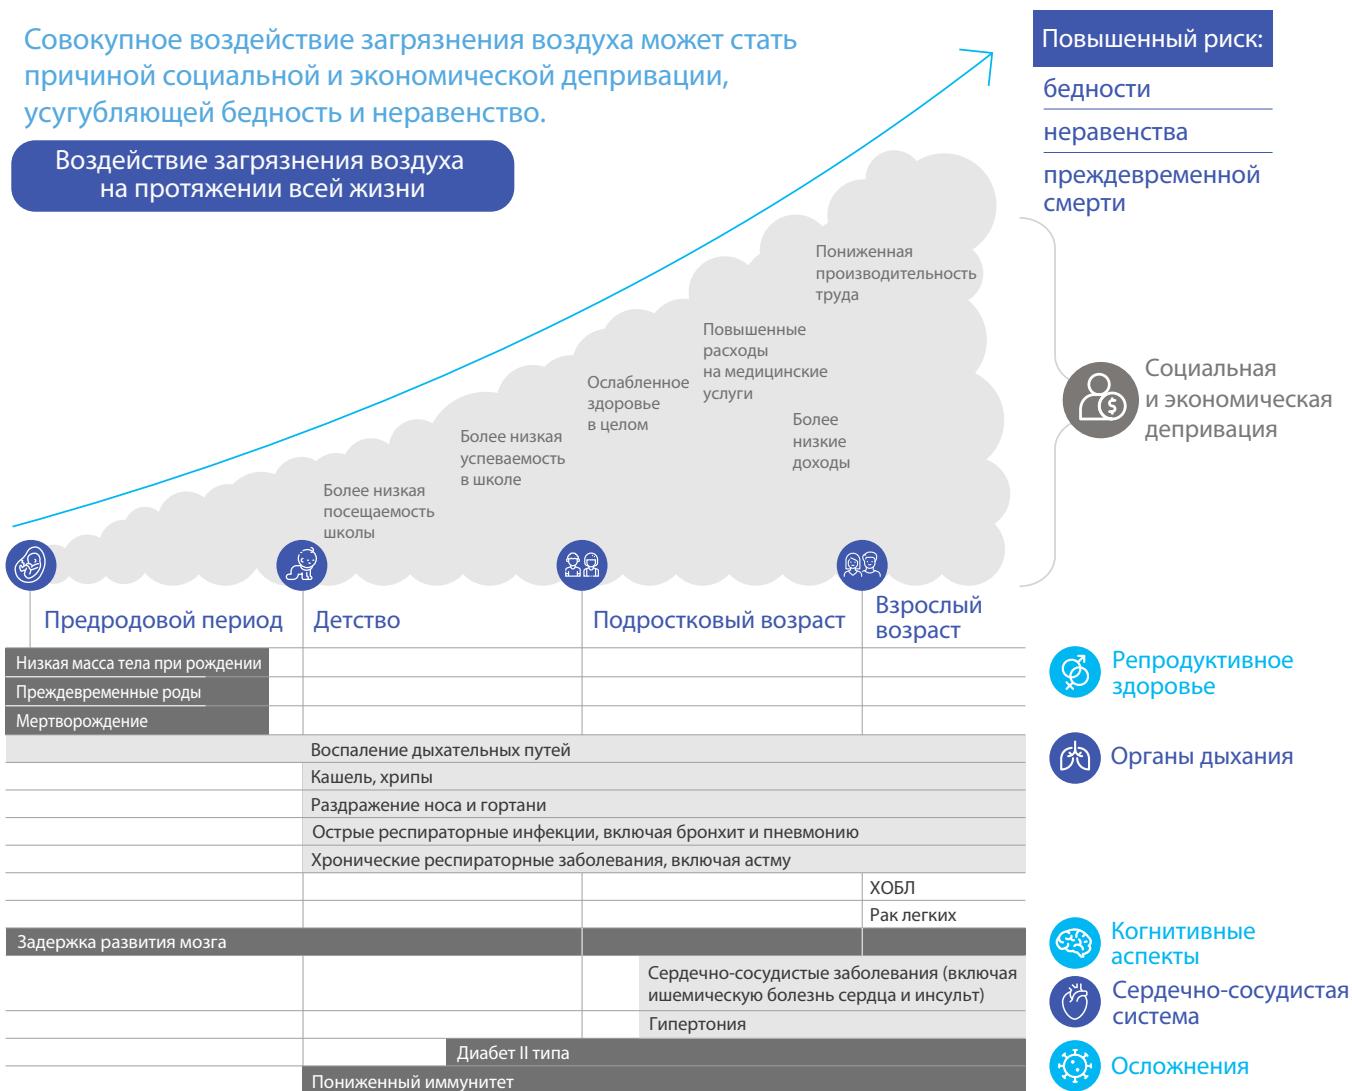 Совокупное воздействие загрязнения воздуха может стать
причиной социальной и экономической депривации,
усугубляющей бедность и неравенство.
Воздействие загрязнения воздуха
на протяжении всей жизни
Повышенный риск:
бедности
неравенства
преждевременной
смерти
Пониженная
производительность
труда
Повышенные
расходы
на медицинские
услуги
Ослабленное
здоровье
в целом
Более
низкие
доходы
Более низкая
успеваемость
в школе
Более низкая
посещаемость
школы
Социальная
и экономическая
депривация
Предродовой период
Детство
Подростковый возраст
Взрослый
возраст
Низкая масса тела при рождении
Преждевременные роды
Мертворождение
Репродуктивное
здоровье
Воспаление дыхательных путей
Кашель, хрипы
Раздражение носа и гортани
Острые респираторные инфекции, включая бронхит и пневмонию
Хронические респираторные заболевания, включая астму
ХОБЛ
Рак легких
Органы дыхания
Задержка развития мозга
Когнитивные
аспекты
Сердечно-сосудистые заболевания (включая
ишемическую болезнь сердца и инсульт)
Гипертония
Сердечно-сосудистая
система
Диабет II типа
Пониженный иммунитет
Осложнения